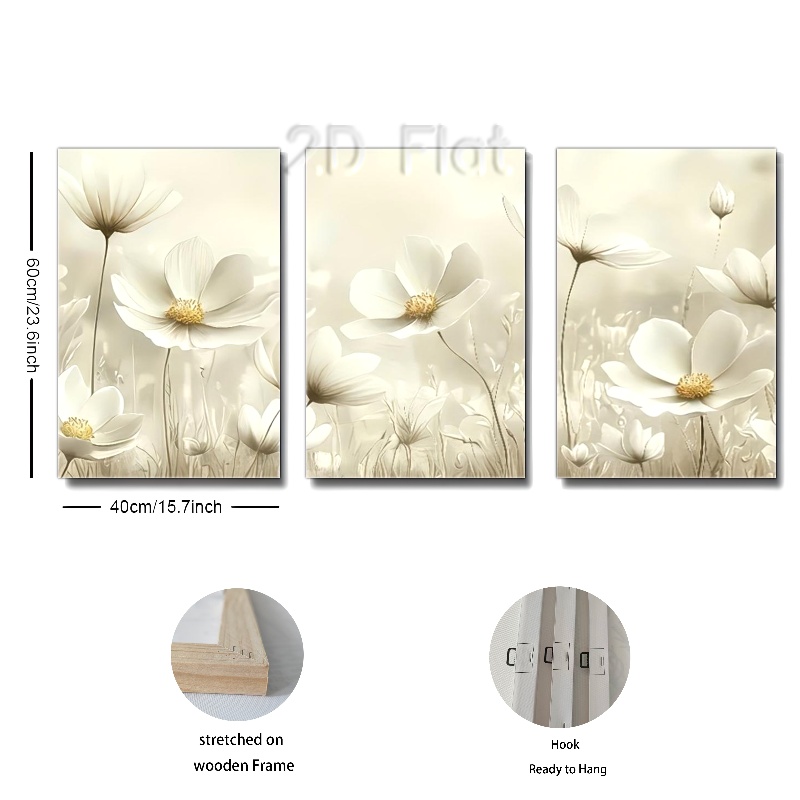 2D Flat
60cm/23.6inch
40cm/15.7inch
stretched on
wooden Frame
Hook
Ready to Hang